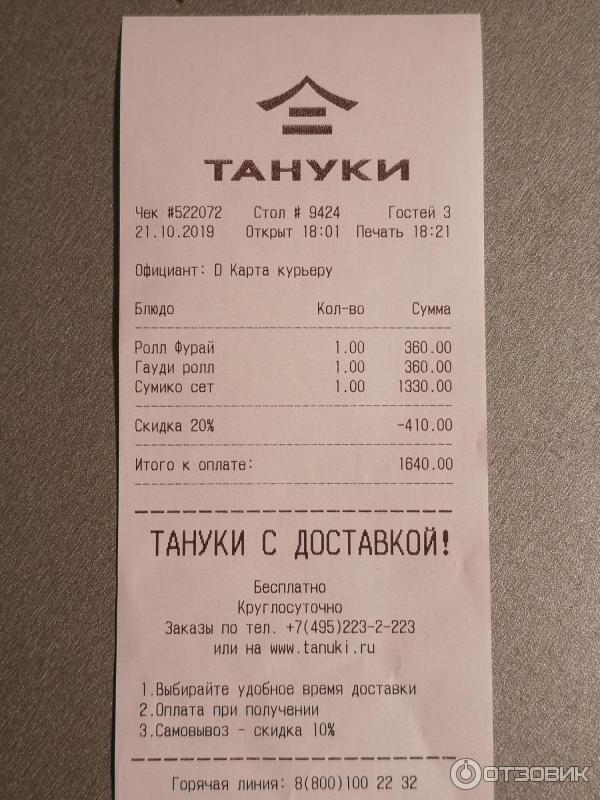 ТАНУКИ
Чек #522072 Стол # 9424 Гостей 3
21.10.2019 Открыт 18:01 Печать 18:21
Официант: D Карта курьеру
Блюдо Кол-во Сумма
Ролл Фурай 1.00 360.00
Гауди ролл 1.00 360.00
Сумико сет 1.00 1330.00
Скидка 20% -410.00
Итого к оплате: 1640.00
ТАНУКИ С ДОСТАВКОЙ!
Бесплатно
Круглосуточно
Заказы по тел. +7(495)223-2-223
или на www.tanuki.ru
1.Выбирайте удобное время доставки
2.Оплата при получении
3.Самовывоз - скидка 10%
Горячая линия: 8(800)100 22 32
ОТЗОВИК